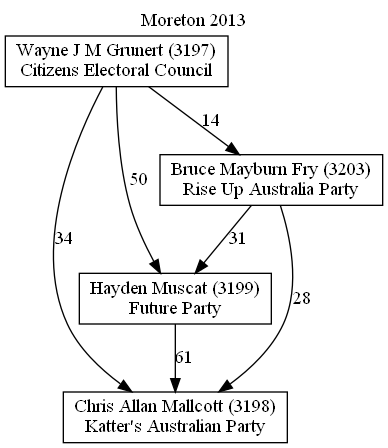 Moreton 2013
Wayne J M Grunert (3197)
Citizens Electoral Council
14
Bruce Mayburn Fry (3203)
Rise Up Australia Party
50
34
31
Hayden Muscat (3199)
Future Party
28
61
Chris Allan Mallcott (3198)
Katter's Australian Party